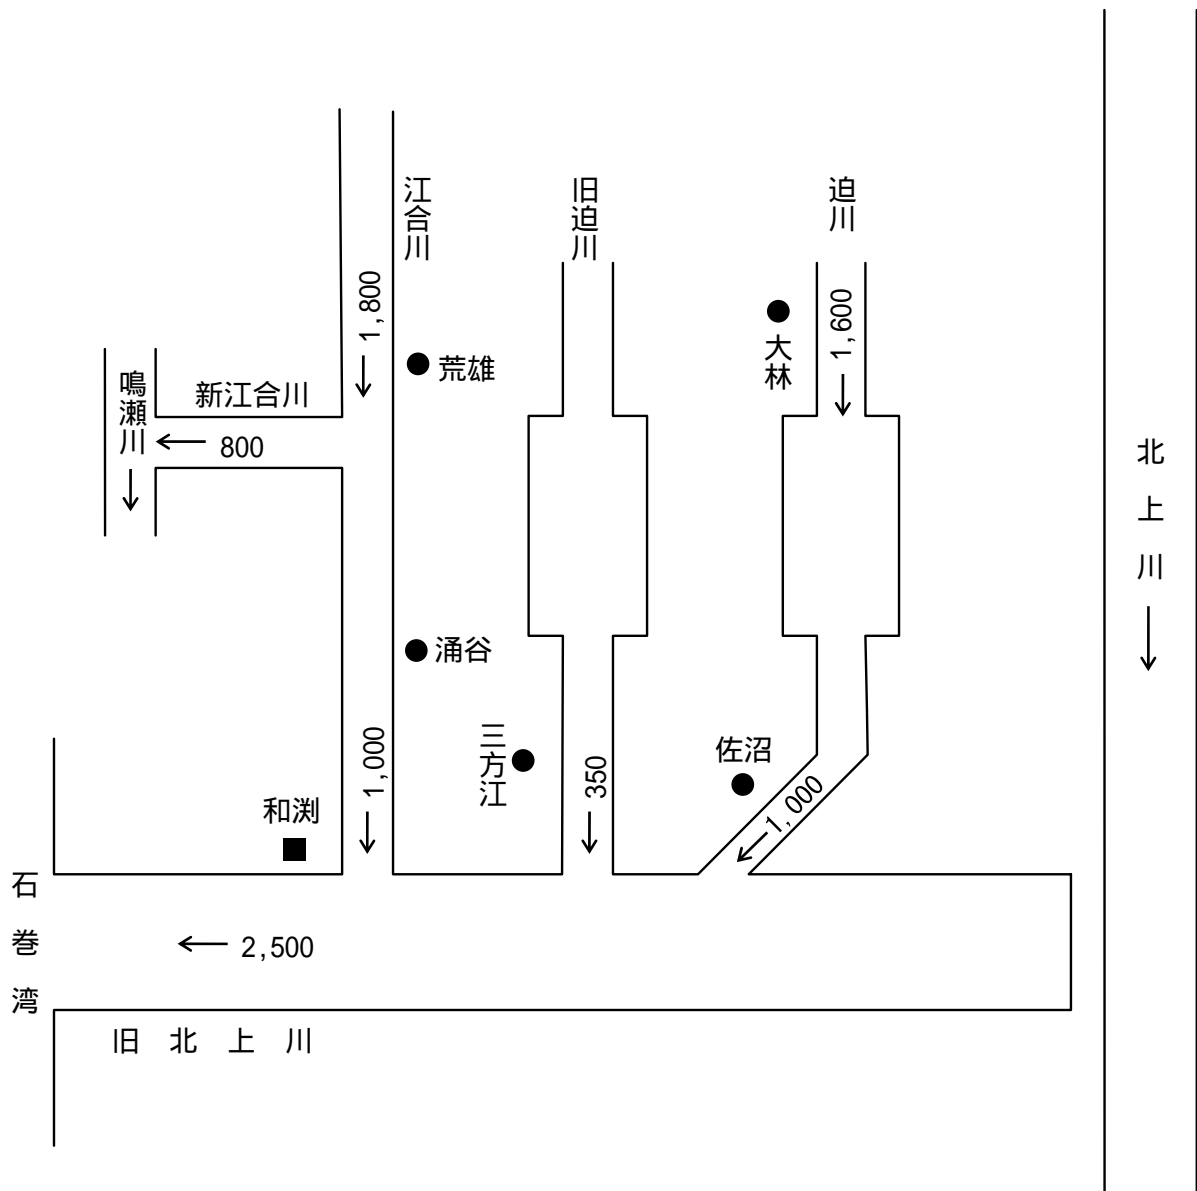 江合川
旧迫川
迫川
1,800
1,600
荒雄
大林
鳴瀬川
新江合川
800
北上川
涌谷
三方江
佐沼
1,000
350
1,000
和渕
石巻湾
2,500
旧北上川